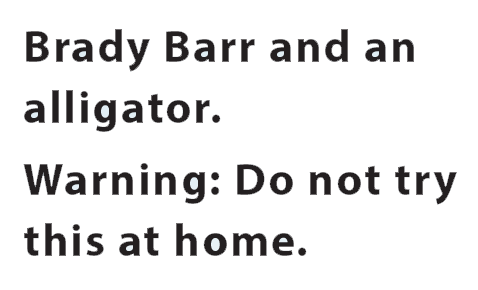 Brady Barr and an
alligator.
Warning: Do not try
this at home.